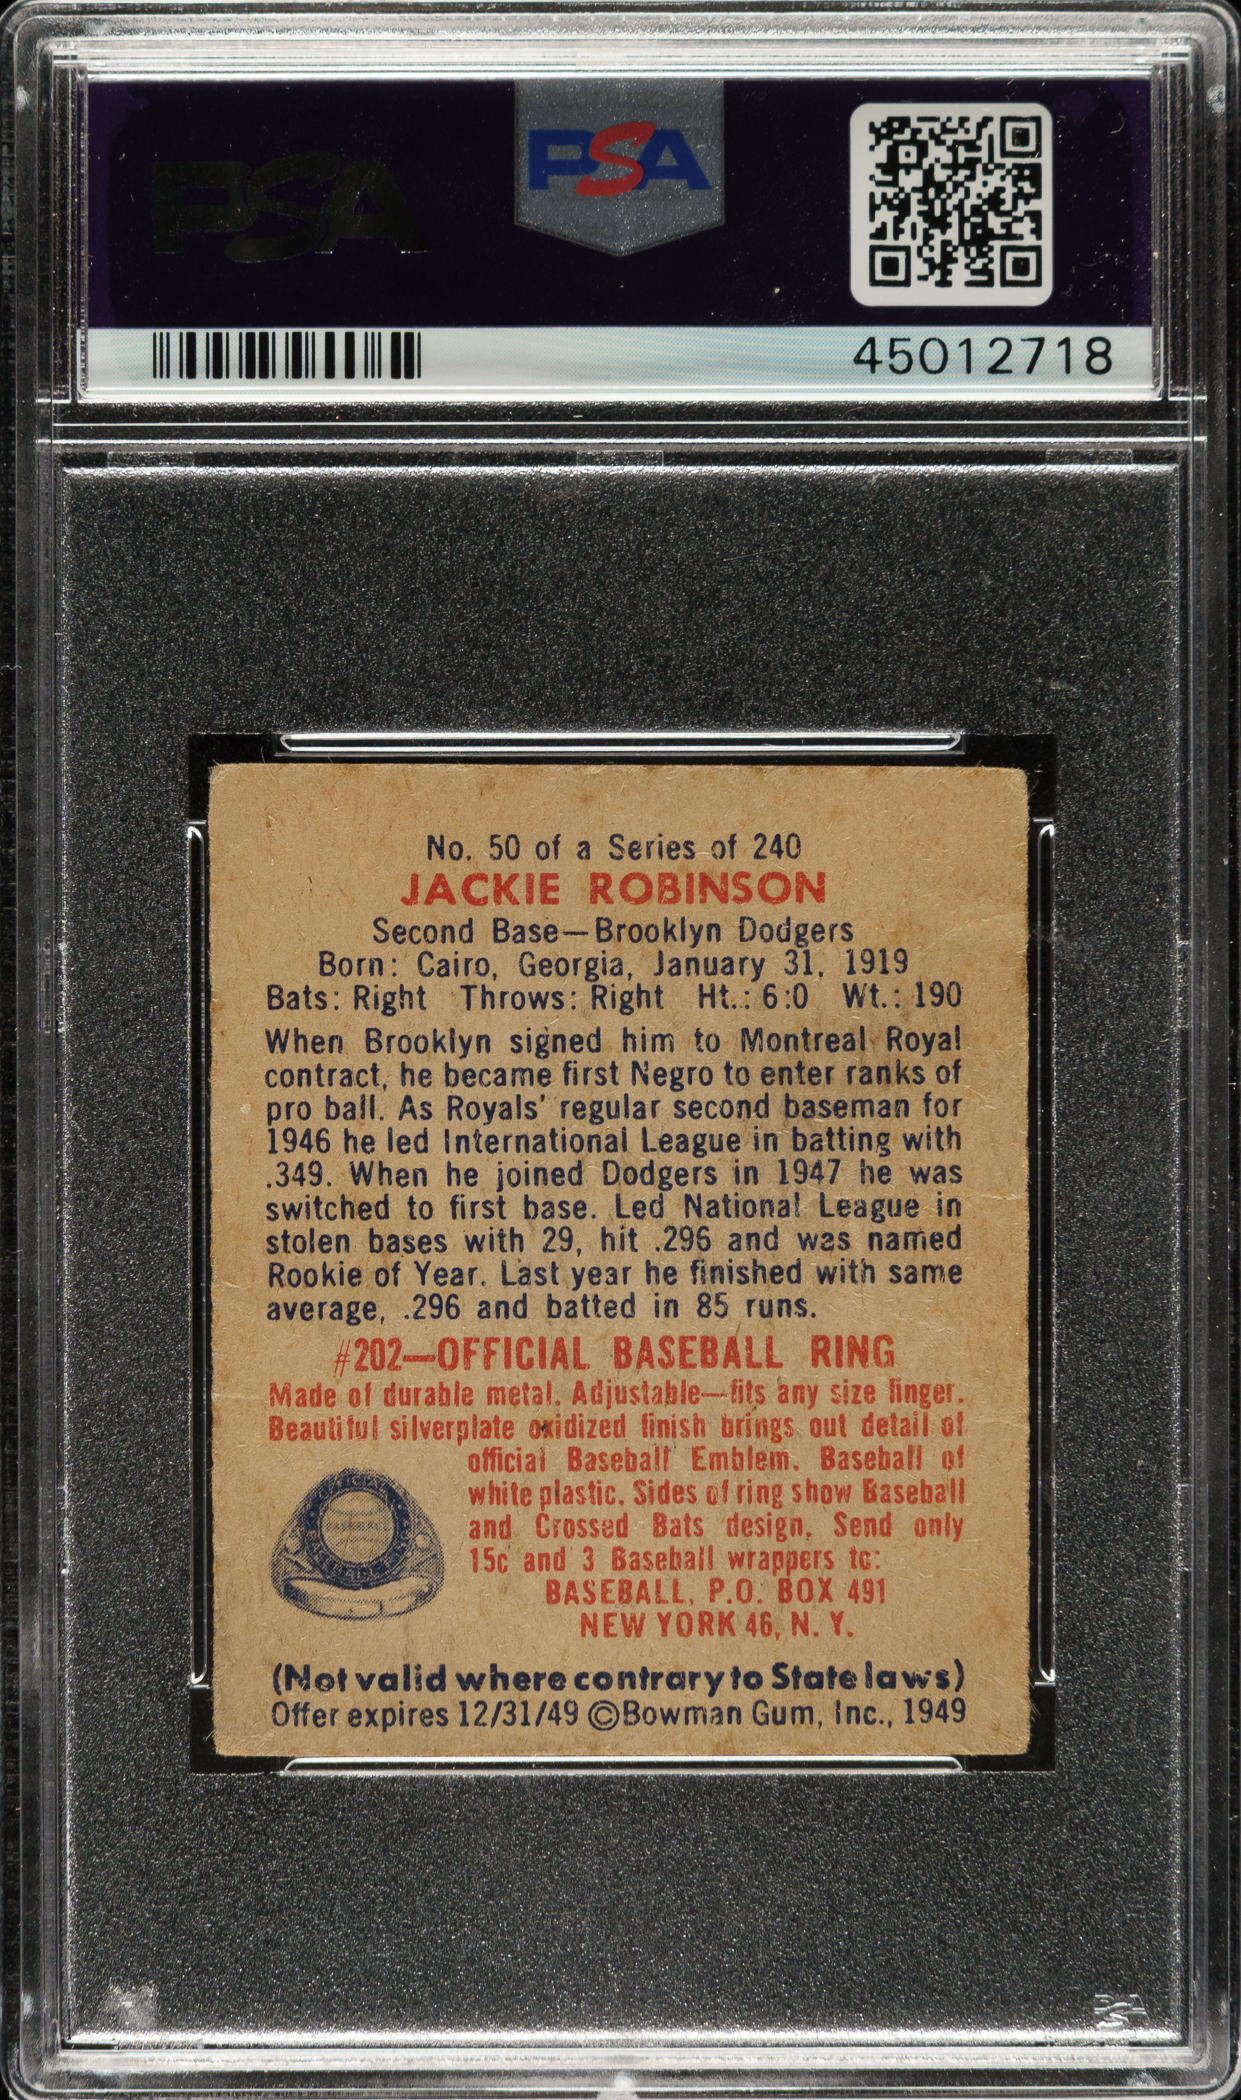 PSA
PSA
45012718
No. 50 of a Series of 240
JACKIE ROBINSON
Second Base—Brooklyn Dodgers
Born: Cairo, Georgia, January 31, 1919
Bats: Right Throws: Right Ht.: 6:0 Wt.: 190
When Brooklyn signed him to Montreal Royal
contract, he became first Negro to enter ranks of
pro ball. As Royals' regular second baseman for
1946 he led International League in batting with
.349. When he joined Dodgers in 1947 he was
switched to first base. Led National League in
stolen bases with 29, hit .296 and was named
Rookie of Year. Last year he finished with same
average, .296 and batted in 85 runs.
#202—OFFICIAL BASEBALL RING
Made of durable metal. Adjustable—fits any size finger.
Beautiful silverplate oxidized finish brings out detail of
official Baseball Emblem. Baseball of
white plastic. Sides of ring show Baseball
and Crossed Bats design. Send only
15c and 3 Baseball wrappers to:
BASEBALL, P.O. BOX 491
NEW YORK 46, N. Y.
(Not valid where contrary to State laws)
Offer expires 12/31/49 ©Bowman Gum, Inc., 1949
PSA